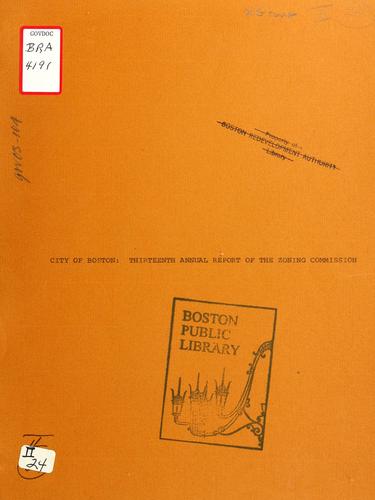 GOVDOC
BRA
4191
Property of
BOSTON REDEVELOPMENT AUTHORITY
Library
CITY OF BOSTON: THIRTEENTH ANNUAL REPORT OF THE ZONING COMMISSION
BOSTON
PUBLIC
LIBRARY
II
24